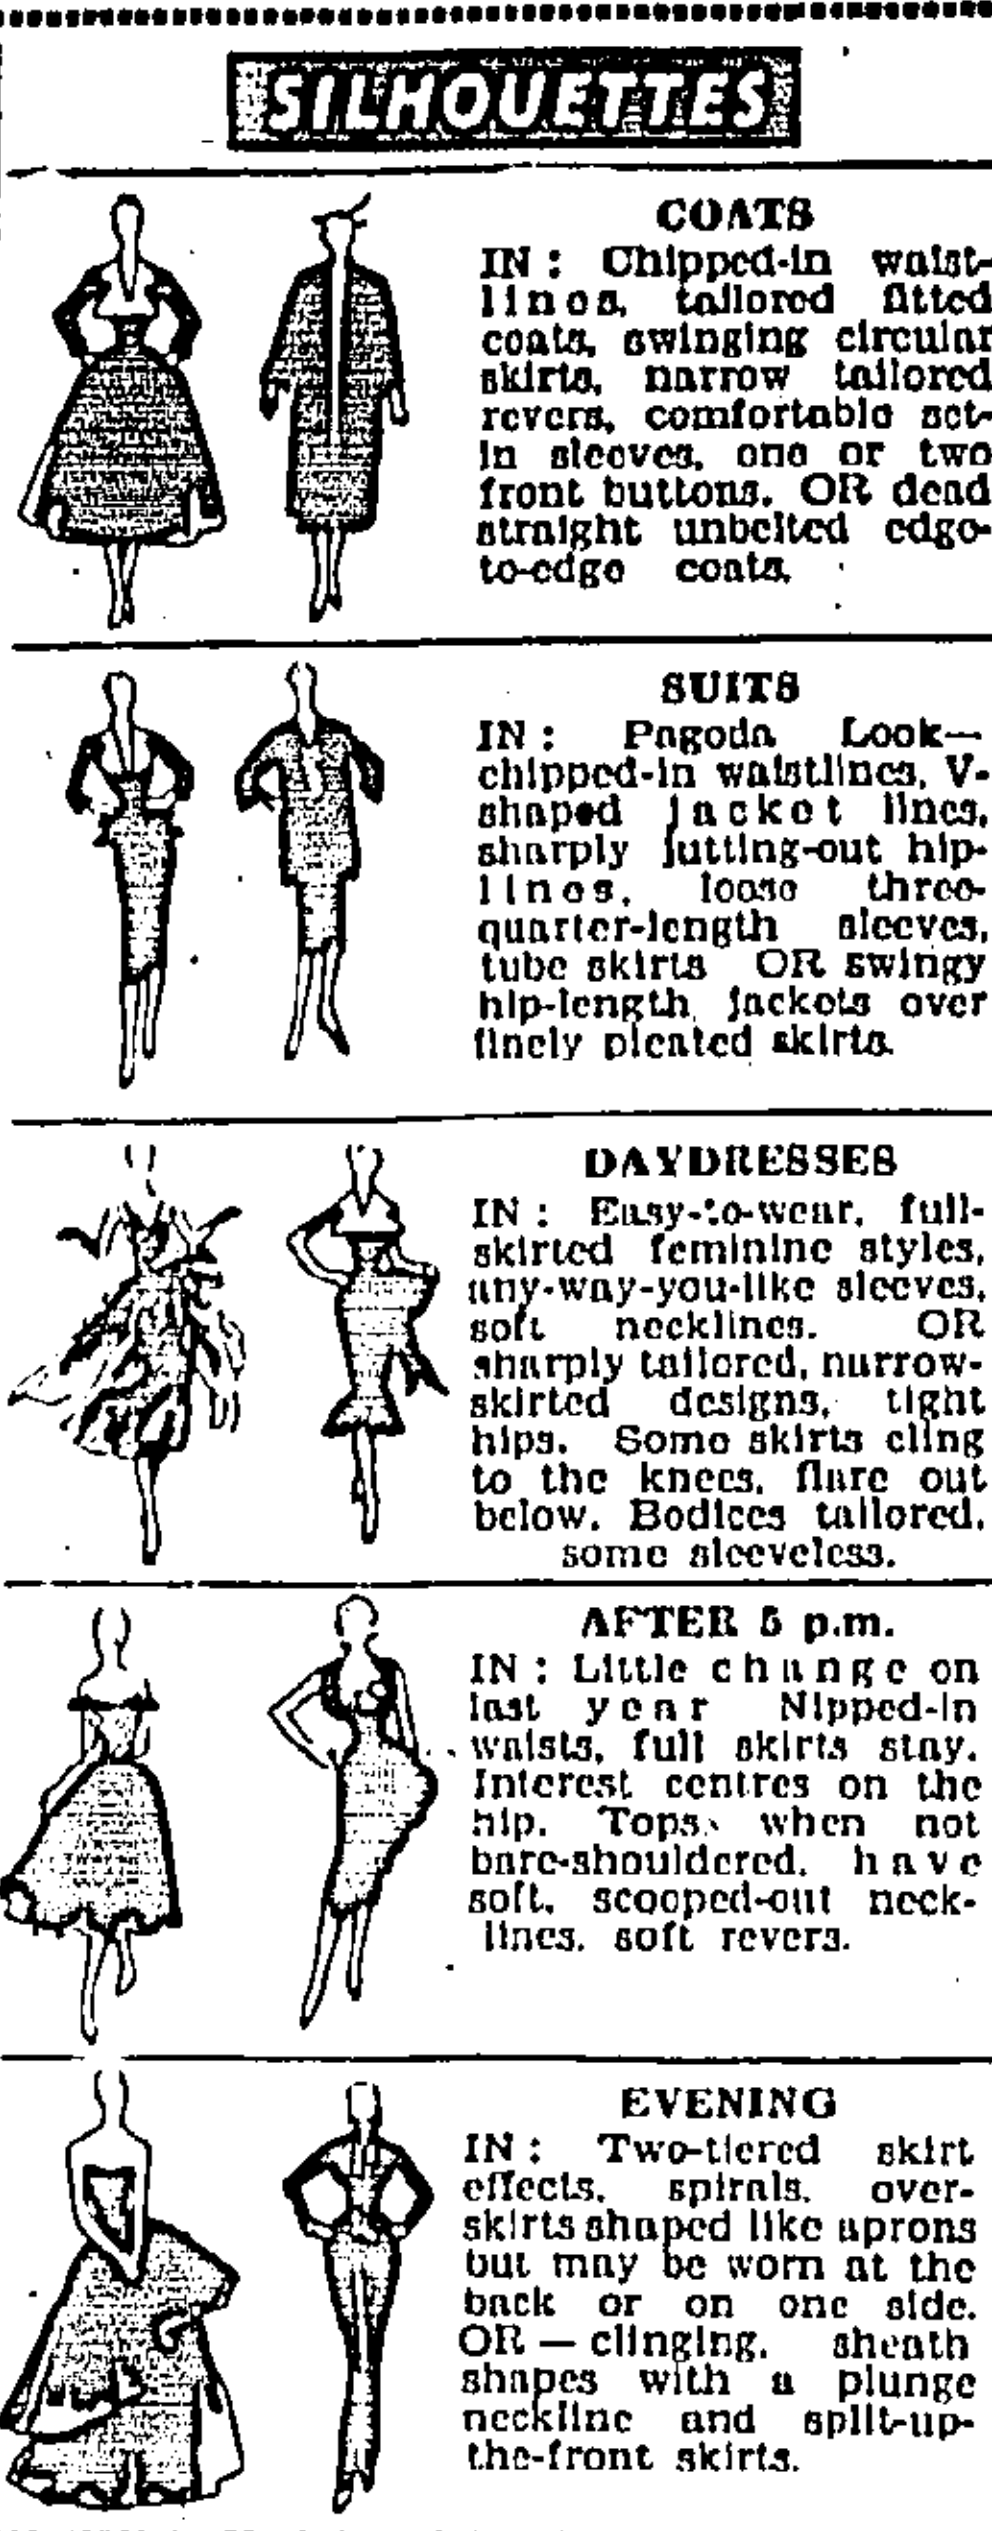 SILHOUETTES
COATS
IN: Chipped-in waist-
lines, tailored fitted
coats, swinging circular
skirts, narrow tailored
revers, comfortable set-
in sleeves, one or two
front buttons. OR dead
straight unbelted edge-
to-edge coats.
SUITS
IN: Pagoda Look—
chipped-in waistlines, V-
shaped jacket lines,
sharply jutting-out hip-
lines, loose three-
quarter-length sleeves,
tube skirts OR swingy
hip-length jackets over
finely pleated skirts.
DAYDRESSES
IN: Easy-to-wear, full-
skirted feminine styles,
any-way-you-like sleeves,
soft necklines. OR
sharply tailored, narrow-
skirted designs, tight
hips. Some skirts cling
to the knees, flare out
below. Bodices tailored,
some sleeveless.
AFTER 5 p.m.
IN: Little change on
last year Nipped-in
waists, full skirts stay.
Interest centres on the
hip. Tops, when not
bare-shouldered, have
soft, scooped-out neck-
lines, soft revers.
EVENING
IN: Two-tiered skirt
effects, spirals, over-
skirts shaped like aprons
but may be worn at the
back or on one side.
OR — clinging, sheath
shapes with a plunge
neckline and split-up-
the-front skirts.